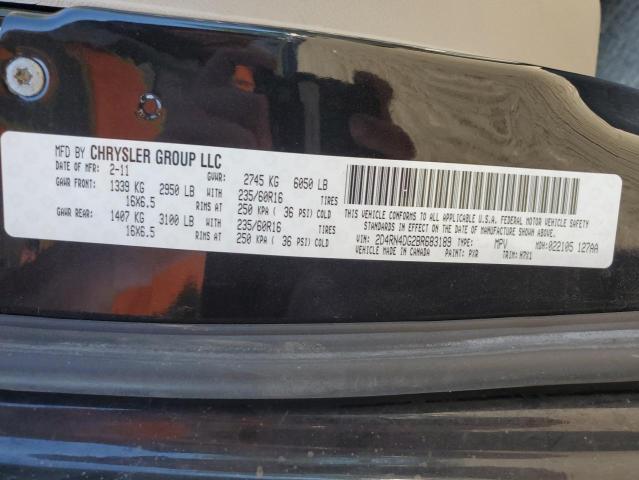 MFD BY CHRYSLER GROUP LLC
DATE OF MFR: 2-11 GVWR: 2745 KG 6050 LB
GAWR FRONT: 1339 KG 2950 LB WITH 235/60R16 TIRES
16X6.5 RIMS AT 250 KPA ( 36 PSI) COLD
GAWR REAR: 1407 KG 3100 LB WITH 235/60R16 TIRES
16X6.5 RIMS AT 250 KPA ( 36 PSI) COLD
THIS VEHICLE CONFORMS TO ALL APPLICABLE U.S.A. FEDERAL MOTOR VEHICLE SAFETY
STANDARDS IN EFFECT ON THE DATE OF MANUFACTURE SHOWN ABOVE.
VIN: 2D4RN4DG2BR683189 TYPE: MPV MDH: 022105 127AA
VEHICLE MADE IN CANADA PAINT: PXR TRIM: